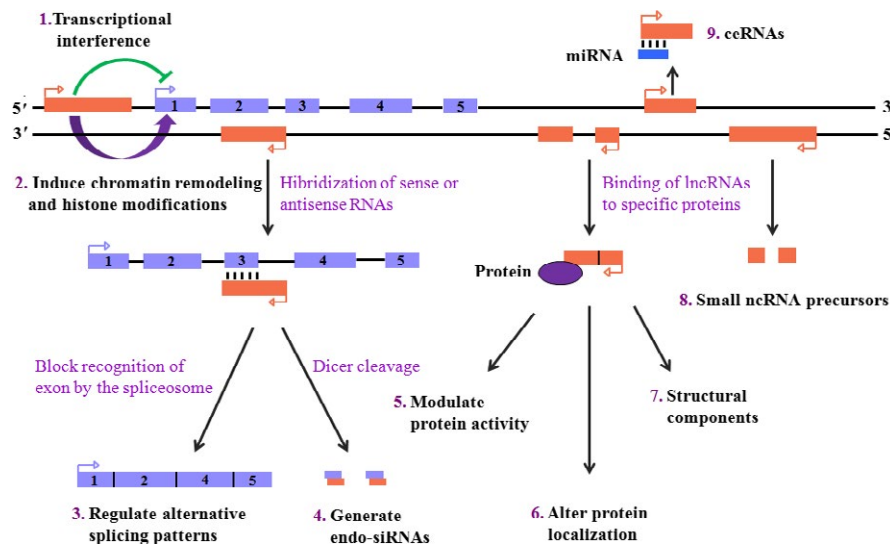 1.Transcriptional
interference
9. ceRNAs
miRNA
5'
1
2
3
4
5
3
3'
5
2. Induce chromatin remodeling
and histone modifications
Hibridization of sense or
antisense RNAs
Binding of lncRNAs
to specific proteins
1
2
3
4
5
Protein
8. Small ncRNA precursors
Block recognition of
exon by the spliceosome
Dicer cleavage
5. Modulate
protein activity
7. Structural
components
1
2
4
5
3. Regulate alternative
splicing patterns
4. Generate
endo-siRNAs
6. Alter protein
localization